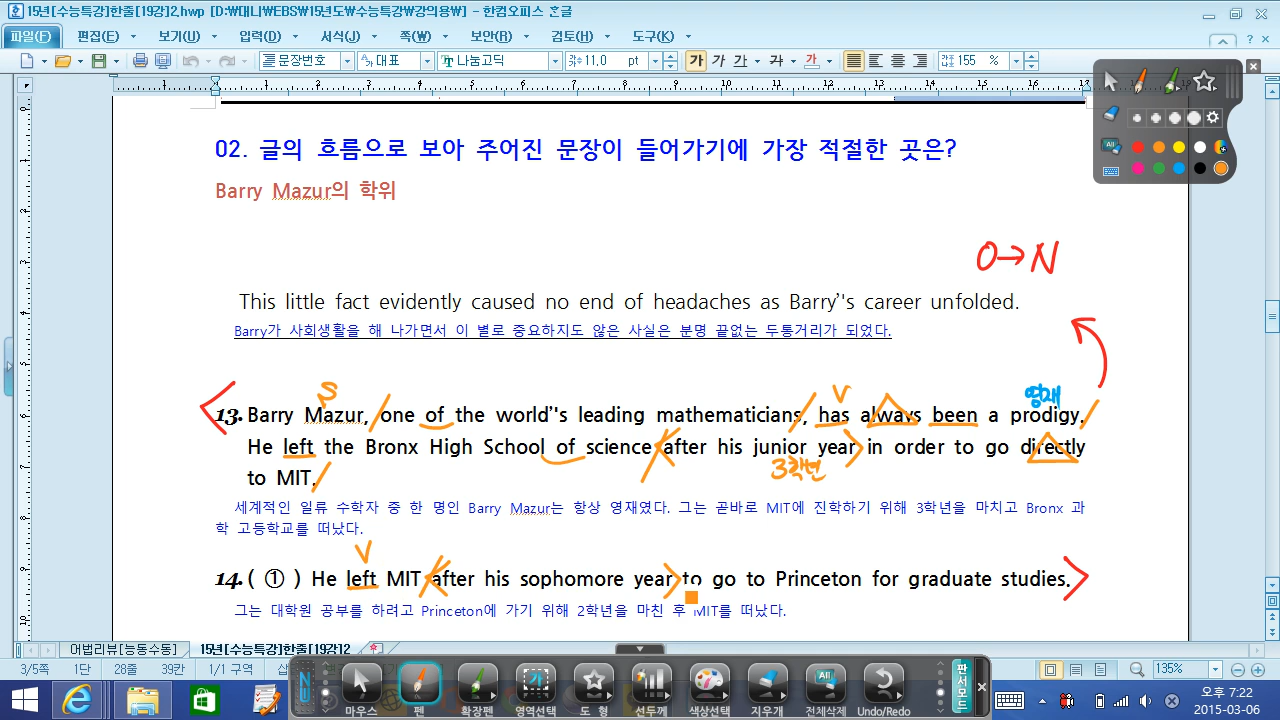 15년[수능특강]한줄[19강]2.hwp [D:₩대니₩EBS₩15년도₩수능특강₩강의용₩] - 한컴오피스 흔글
파일(F) 편집(E) 보기(U) 입력(D) 서식(J) 쪽(W) 보안(B) 검토(H) 도구(K)
문장번호 대표 나눔고딕 11,0 pt 가 가 가 가 가 155 %
1 1 2 3 4 5 6 7 8 9 10 11 12 13 14 15 16 17
02. 글의 흐름으로 보아 주어진 문장이 들어가기에 가장 적절한 곳은?
Barry Mazur의 학위
O→N
This little fact evidently caused no end of headaches as Barry’'s career unfolded.
Barry가 사회생활을 해 나가면서 이 별로 중요하지도 않은 사실은 분명 끝없는 두통거리가 되었다.
S V 영재
13. Barry Mazur, one of the world’'s leading mathematicians, has always been a prodigy.
He left the Bronx High School of science after his junior year in order to go directly
3학년
to MIT.
세계적인 일류 수학자 중 한 명인 Barry Mazur는 항상 영재였다. 그는 곧바로 MIT에 진학하기 위해 3학년을 마치고 Bronx 과
학 고등학교를 떠났다.
V
14. ( ① ) He left MIT after his sophomore year to go to Princeton for graduate studies.
그는 대학원 공부를 하려고 Princeton에 가기 위해 2학년을 마친 후 MIT를 떠났다.
어법리뷰[능동수동] 15년[수능특강]한줄[19강]2
3/5쪽 1단 28줄 39칸 1/1 구역 135%
마우스 펜 확장펜 영역선택 도 형 선두께 색상선택 지우개 전체삭제 Undo/Redo 판서모드
오후 7:22
2015-03-06